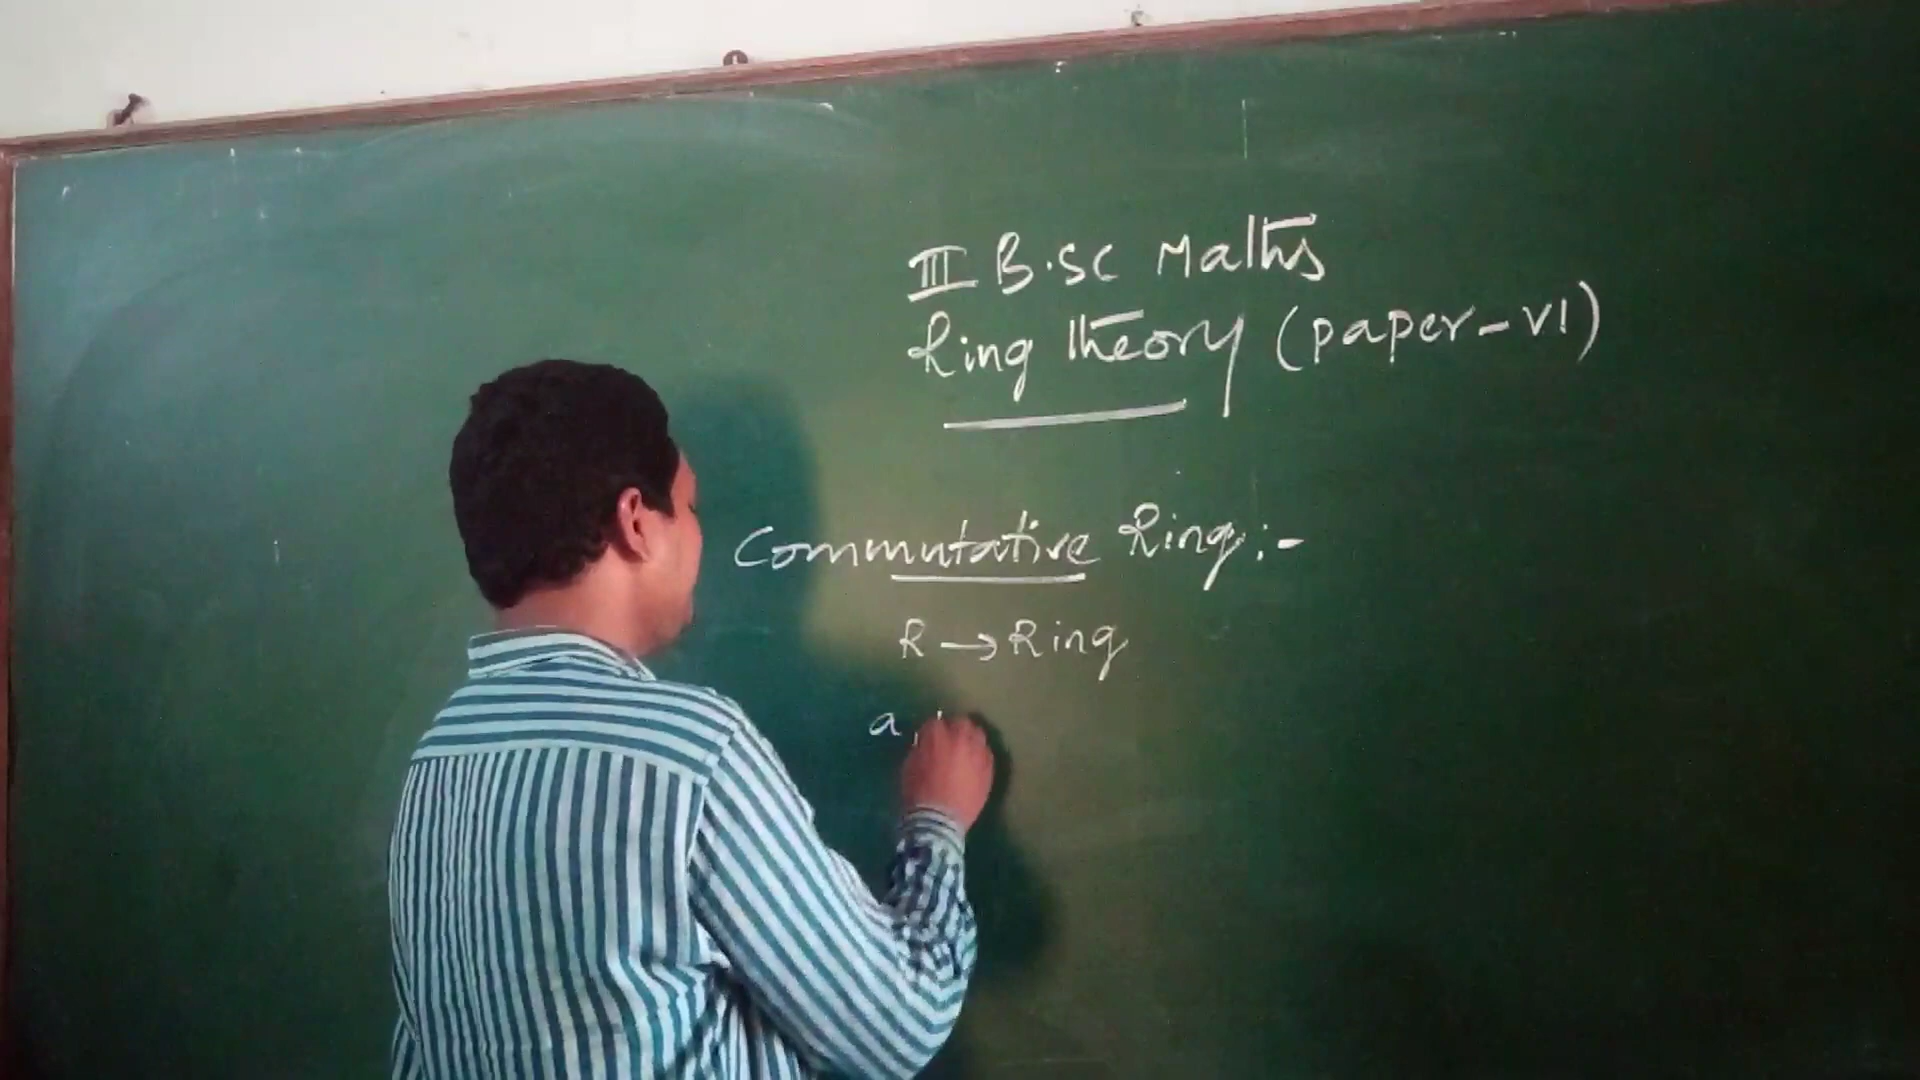 III B.SC Maths
Ring theory (paper-VI)
Commutative Ring:-
R → Ring
a,